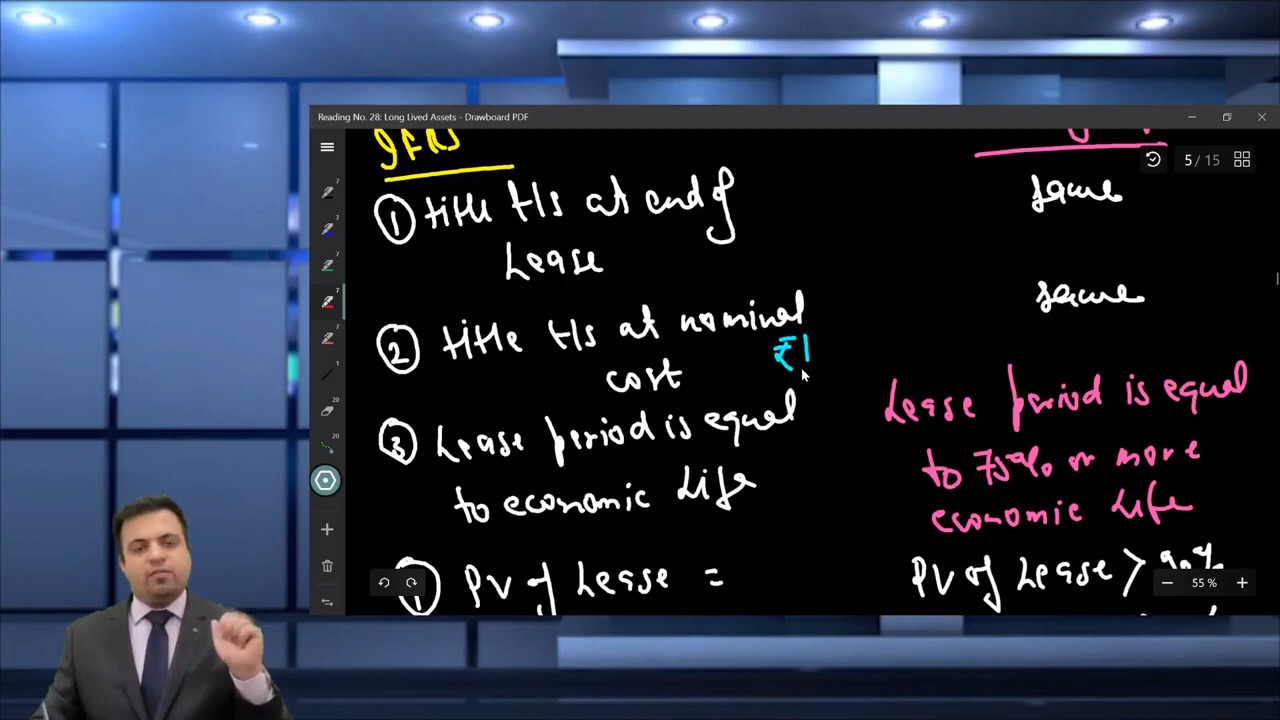 Reading No. 28: Long Lived Assets - Drawboard PDF
IFRS
5 / 15
① title t/s at end of
Lease
same
② title t/s at nominal
cost
₹1
same
③ Lease period is equal
to economic Life
Lease period is equal
to 75% or more
economic Life
④ PV of Lease =
PV of Lease > 90%
55 %